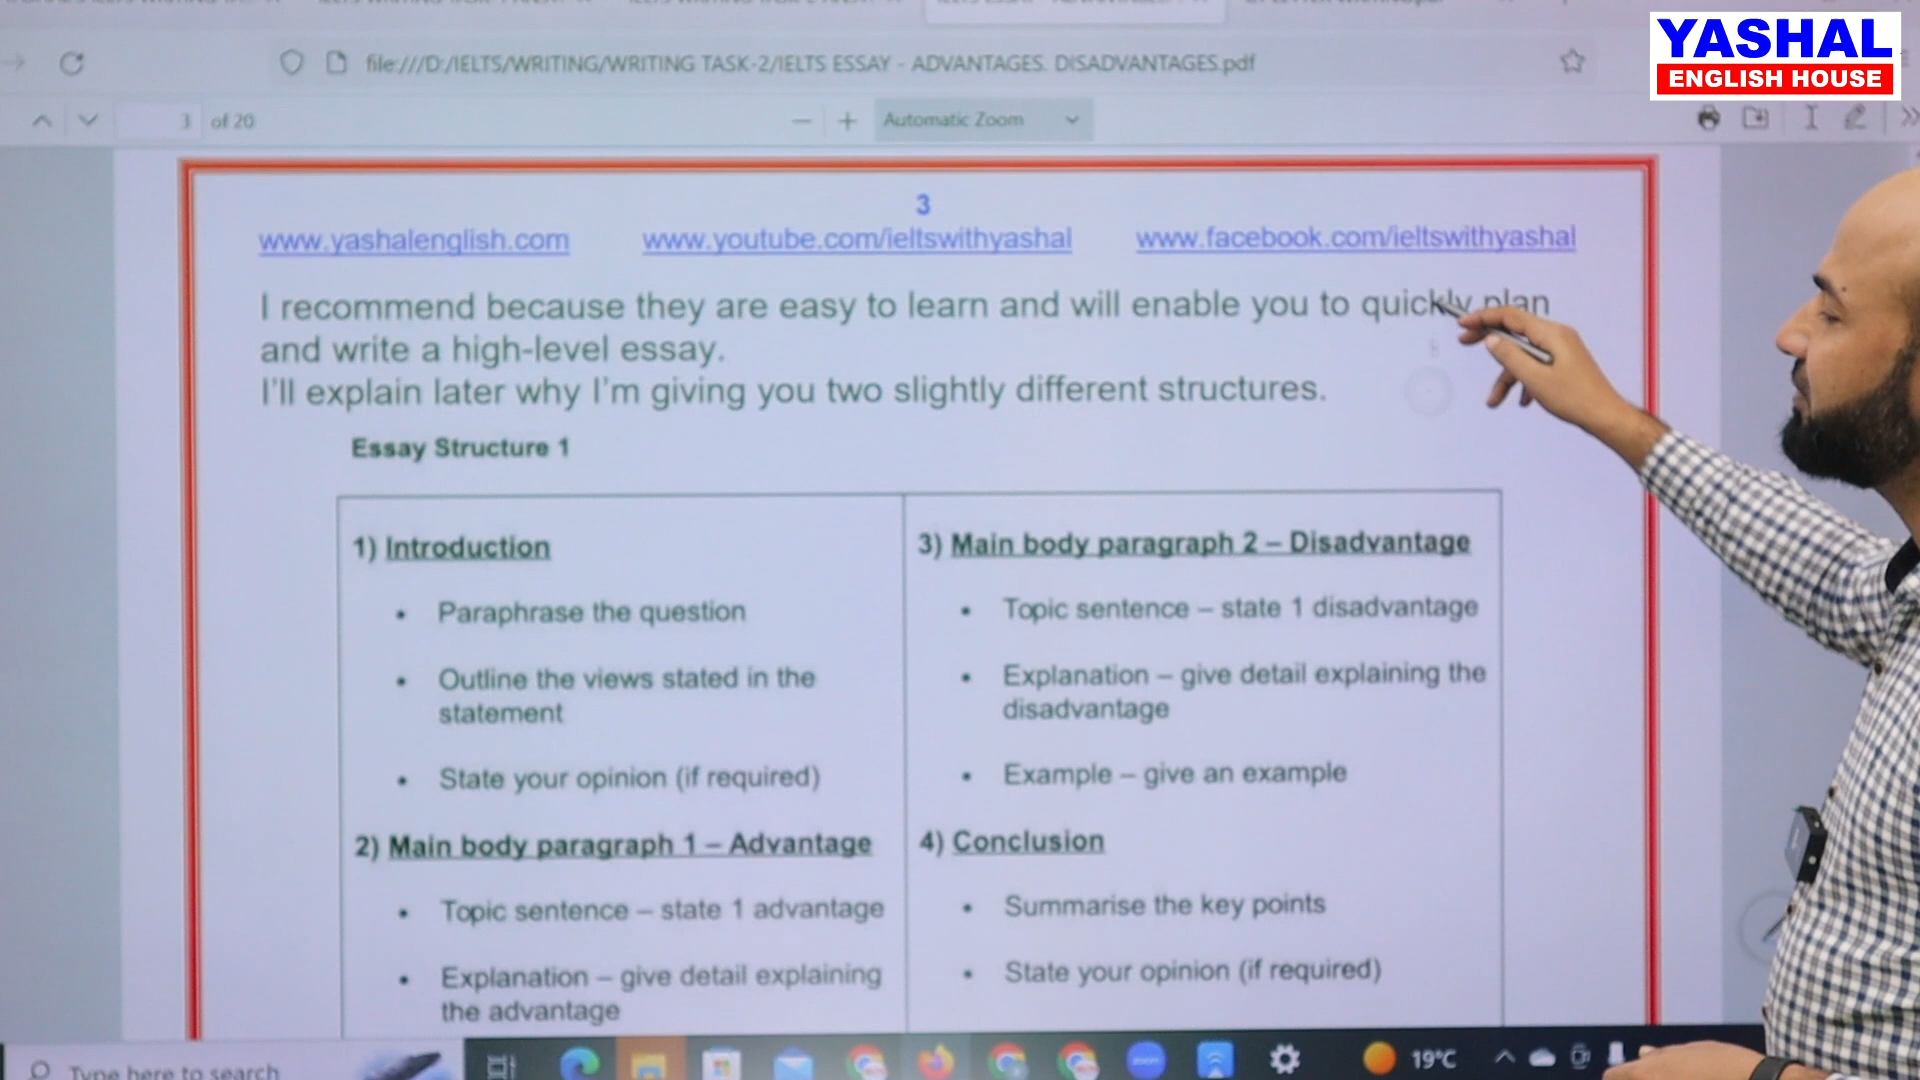 YASHAL
ENGLISH HOUSE
file:///D:/IELTS/WRITING/WRITING TASK-2/IELTS ESSAY - ADVANTAGES. DISADVANTAGES.pdf
3 of 20
Automatic Zoom
3
www.yashalenglish.com www.youtube.com/ieltswithyashal www.facebook.com/ieltswithyashal
I recommend because they are easy to learn and will enable you to quickly plan
and write a high-level essay.
I'll explain later why I'm giving you two slightly different structures.
Essay Structure 1
1) Introduction
• Paraphrase the question
• Outline the views stated in the
statement
• State your opinion (if required)
2) Main body paragraph 1 – Advantage
• Topic sentence – state 1 advantage
• Explanation – give detail explaining
the advantage
3) Main body paragraph 2 – Disadvantage
• Topic sentence – state 1 disadvantage
• Explanation – give detail explaining the
disadvantage
• Example – give an example
4) Conclusion
• Summarise the key points
• State your opinion (if required)
Type here to search
19°C